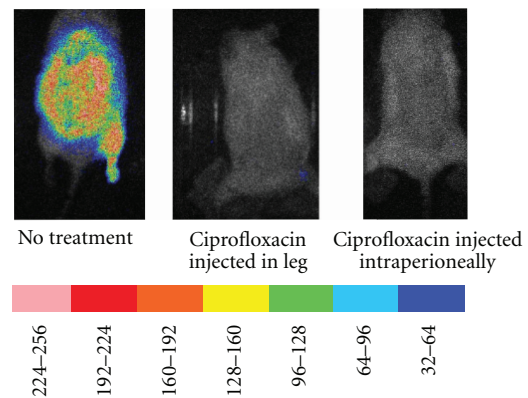 No treatment
Ciprofloxacin
injected in leg
Ciprofloxacin injected
intraperioneally
224–256
192–224
160–192
128–160
96–128
64–96
32–64